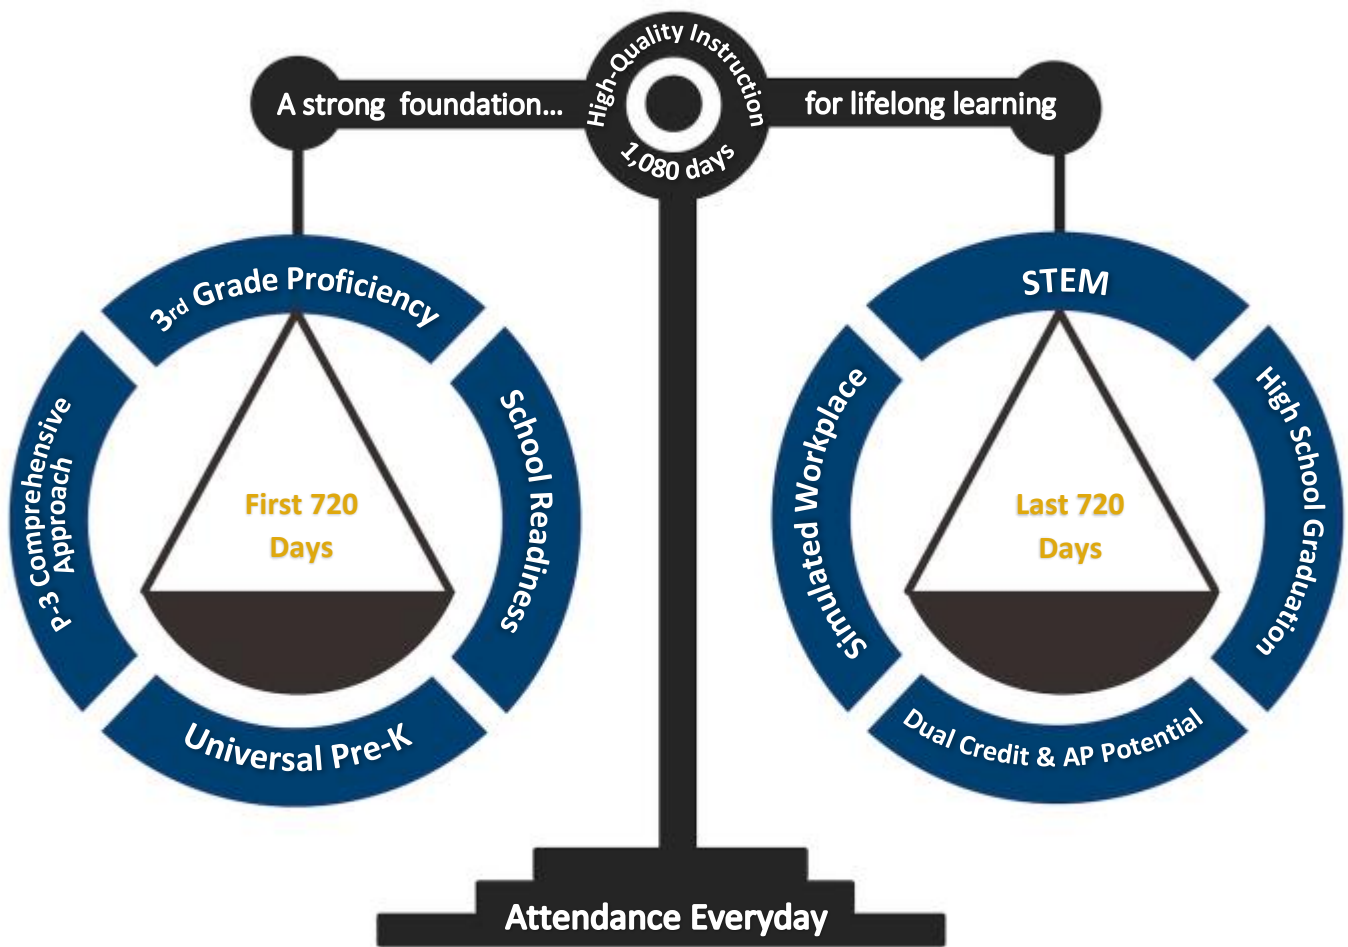 A strong foundation...
High-Quality Instruction
1,080 days
for lifelong learning
3rd Grade Proficiency
School Readiness
Universal Pre-K
P-3 Comprehensive
Approach
First 720
Days
STEM
High School Graduation
Dual Credit & AP Potential
Simulated Workplace
Last 720
Days
Attendance Everyday